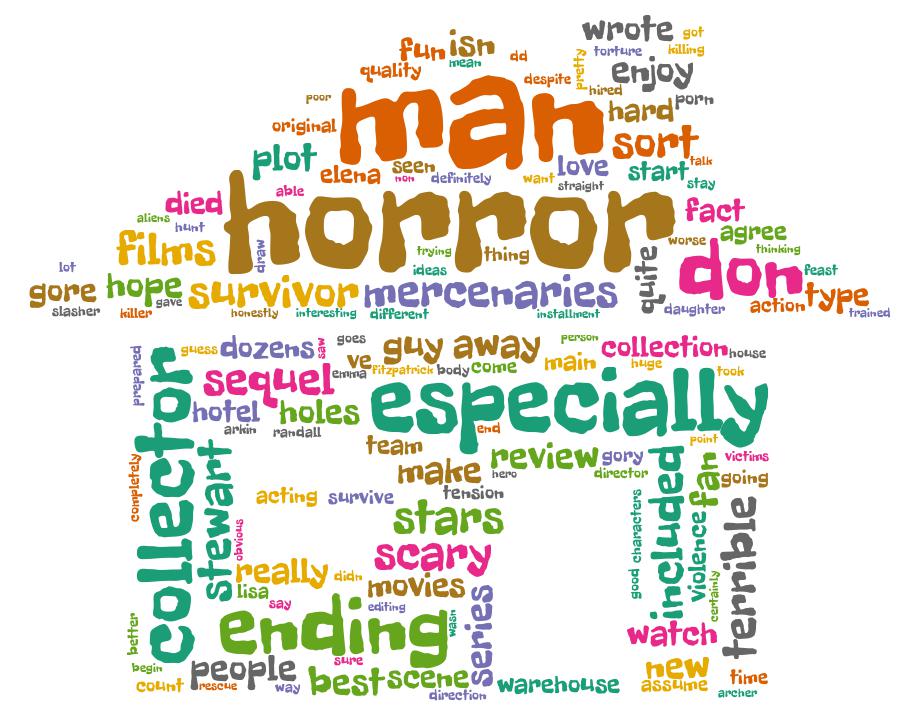 wrote got
fun isn
torture killing
mean dd
pretty
quality enjoy
despite hired
poor man hard porn
original sort
plot seen love talk
elena non definitely want start
straight stay
able
died horror fact
aliens hunt agree
films draw trying thing worse thinking
lot ideas quite don feast
gore hope survivor mercenaries type
slasher killer gave honestly interesting different installment daughter action trained
prepared guess dozens saw goes guy away person collection house
ve main huge
sequel emma fitzpatrick body come took
hotel holes especially
arkin randall end
collector team point
stewart review gory included fan victims
completely make hero director going
acting survive tension
stars good characters violence terrible
obvious scary
really didn movies certainly
lisa editing
say ending wasn series
better watch
begin people sure new
count rescue way best scene warehouse assume time
direction archer